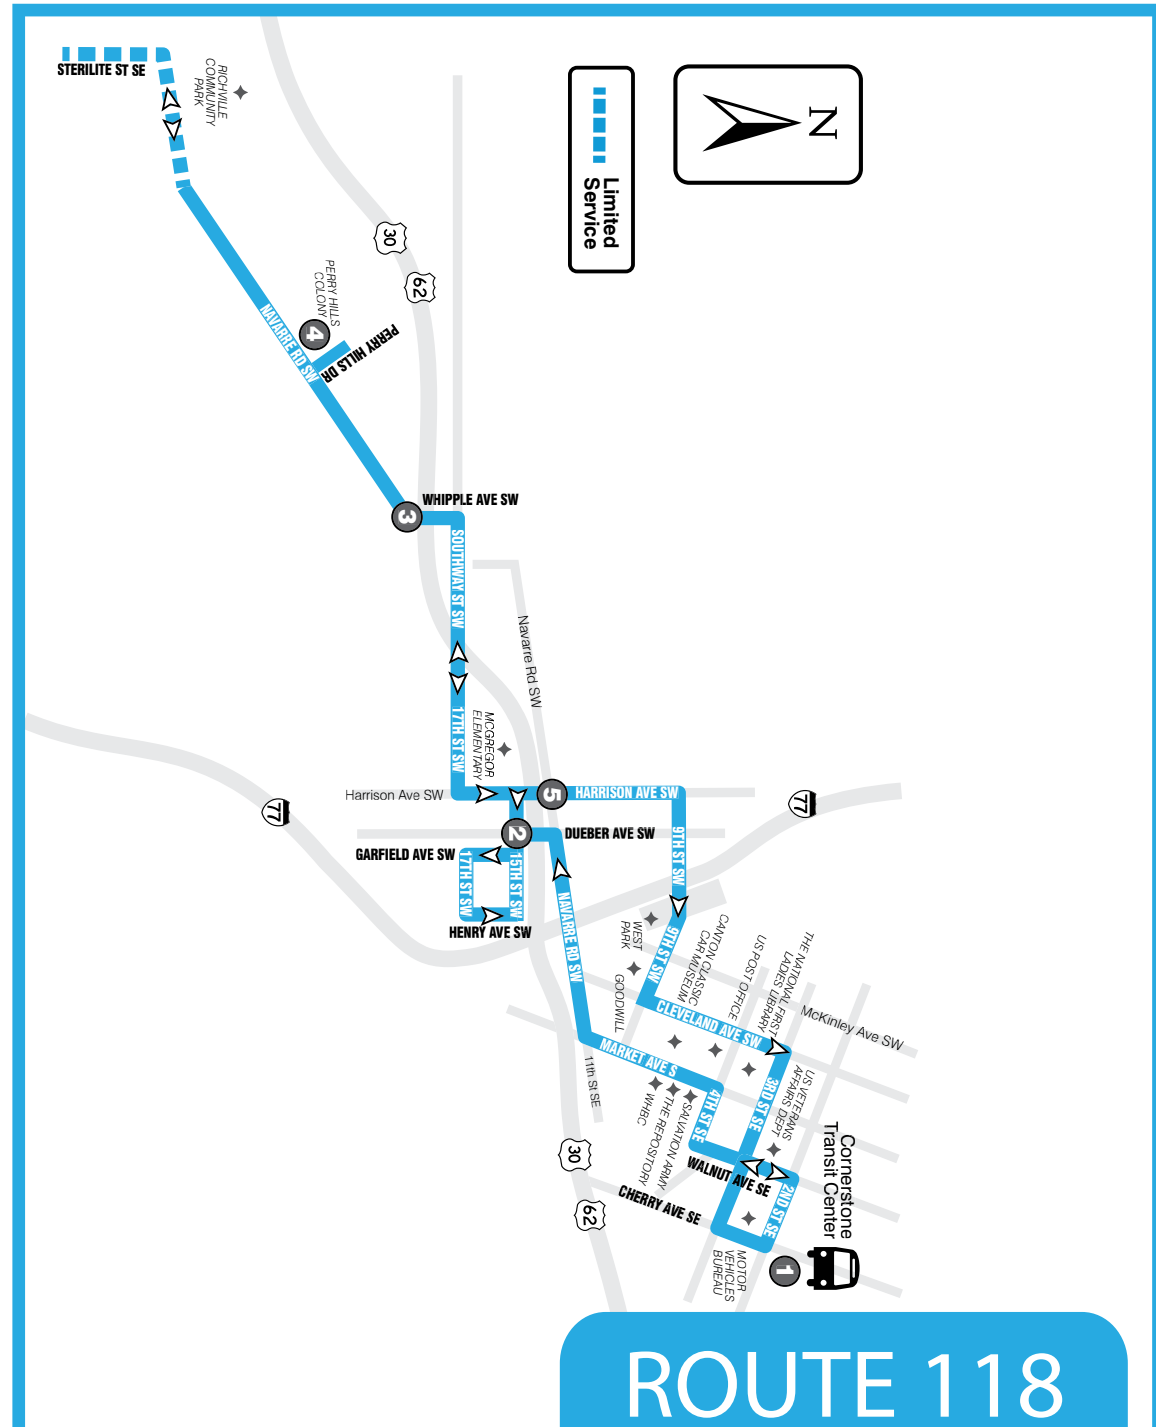 STERILITE ST SE
RICHVILLE
COMMUNITY
PARK
N
Limited
Service
30
62
PERRY HILLS
COLONY
4
PERRY HILLS DR
NAVARRE RD SW
3
WHIPPLE AVE SW
SOUTHWAY ST SW
Navarre Rd SW
17TH ST SW
MCGREGOR
ELEMENTARY
Harrison Ave SW
5
HARRISON AVE SW
77
77
2
DUEBER AVE SW
9TH ST SW
GARFIELD AVE SW
17TH ST SW
15TH ST SW
HENRY AVE SW
NAVARRE RD SW
WEST
PARK
9TH ST SW
GOODWILL
CANTON CLASSIC
CAR MUSEUM
US POST OFFICE
THE NATIONAL FIRST
LADIES LIBRARY
McKinley Ave SW
CLEVELAND AVE SW
MARKET AVE S
11th St SE
3RD ST SE
US VETERANS
AFFAIRS DEPT
4TH ST SE
WHBC
THE REPOSITORY
SALVATION ARMY
WALNUT AVE SE
CHERRY AVE SE
2ND ST SE
Cornerstone
Transit Center
30
62
MOTOR
VEHICLES
BUREAU
1
ROUTE 118